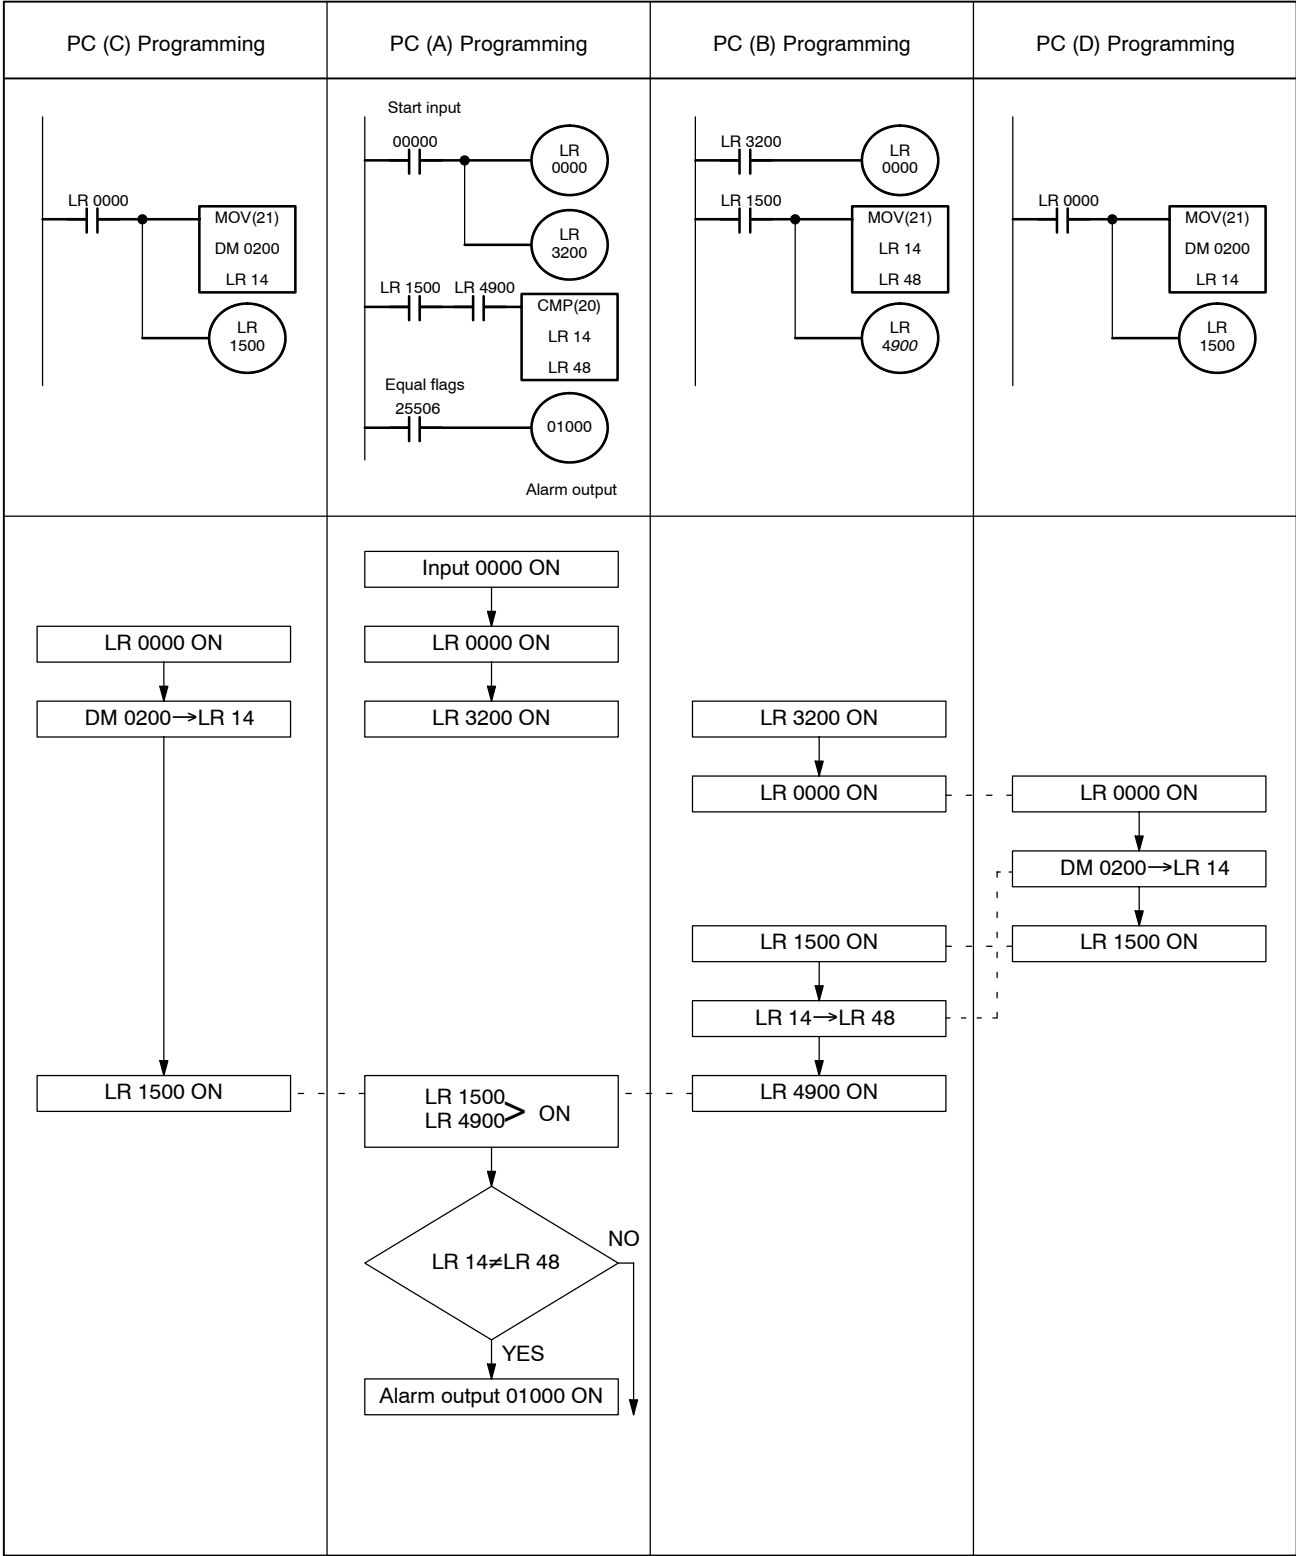 PC (C) Programming
PC (A) Programming
PC (B) Programming
PC (D) Programming
LR 0000
MOV(21)
DM 0200
LR 14
LR
1500
Start input
00000
LR
0000
LR
3200
LR 1500 LR 4900
CMP(20)
LR 14
LR 48
Equal flags
25506
01000
Alarm output
LR 3200
LR
0000
LR 1500
MOV(21)
LR 14
LR 48
LR
4900
LR 0000
MOV(21)
DM 0200
LR 14
LR
1500
LR 0000 ON
DM 0200→LR 14
LR 1500 ON
Input 0000 ON
LR 0000 ON
LR 3200 ON
LR 1500
LR 4900
> ON
LR 14≠LR 48
NO
YES
Alarm output 01000 ON
LR 3200 ON
LR 0000 ON
LR 1500 ON
LR 14→LR 48
LR 4900 ON
LR 0000 ON
DM 0200→LR 14
LR 1500 ON